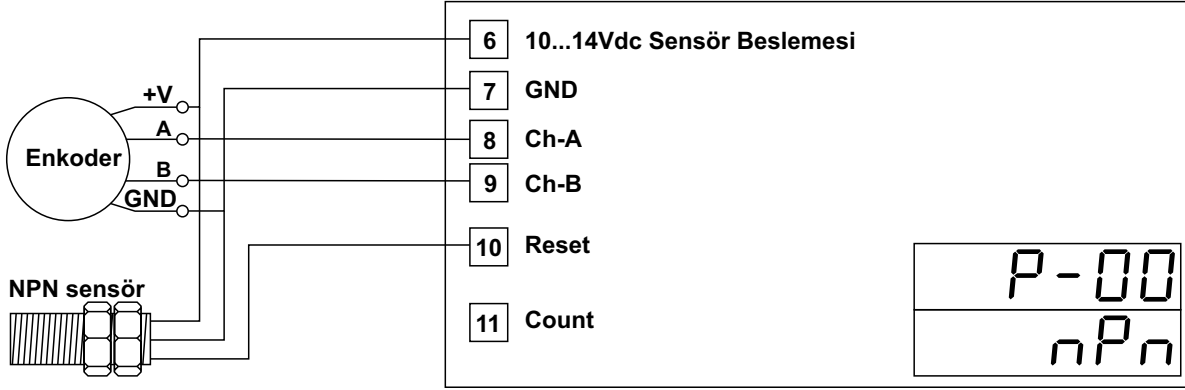 6 10...14Vdc Sensör Beslemesi
7 GND
+V
A
8 Ch-A
Enkoder
B
9 Ch-B
GND
10 Reset
NPN sensör
11 Count
P-00
nPn